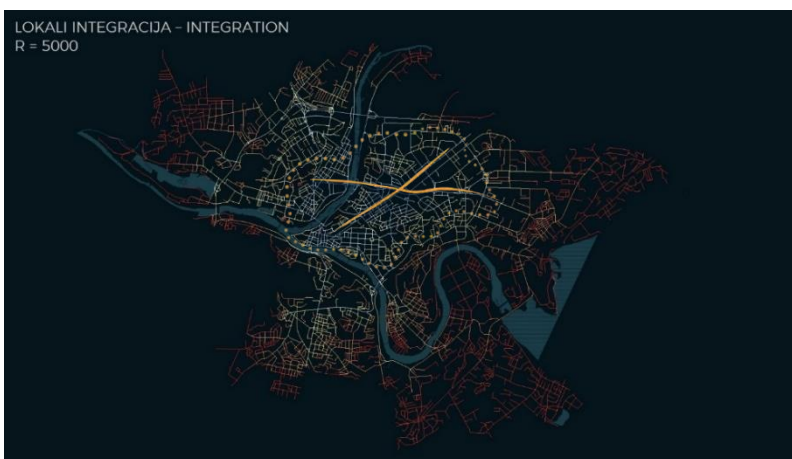 LOKALI INTEGRACIJA – INTEGRATION
R = 5000